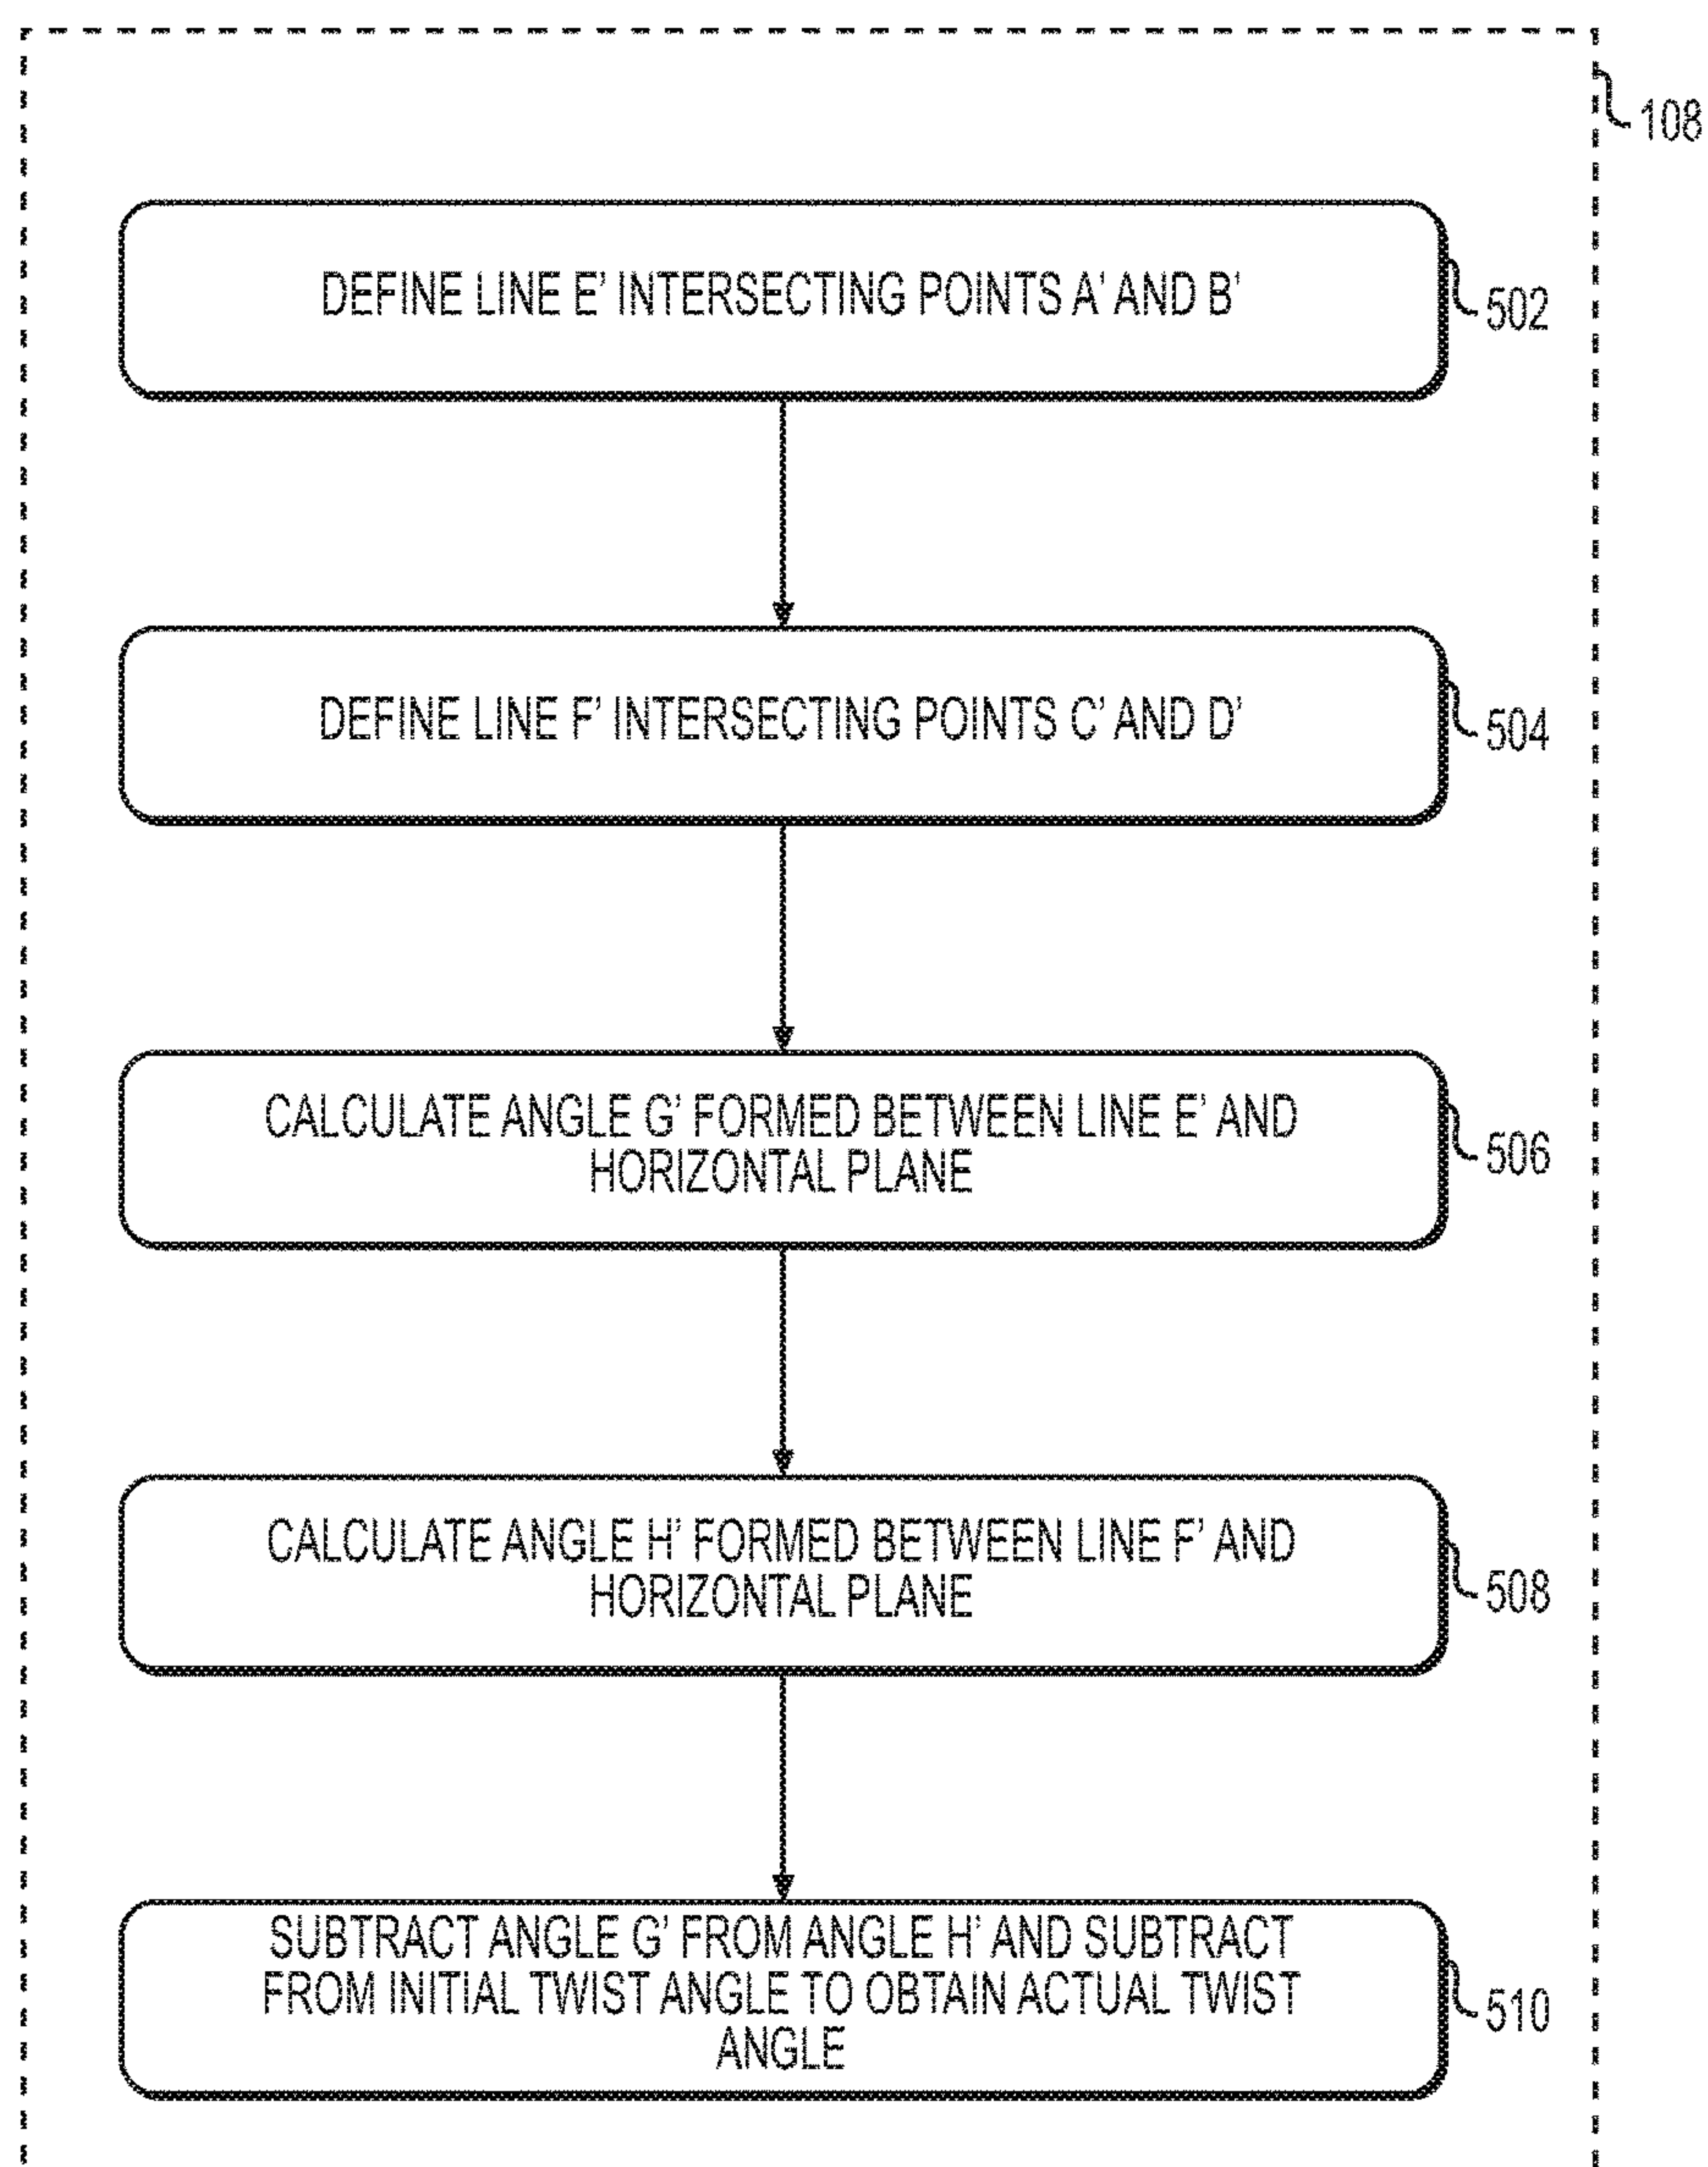 108
DEFINE LINE E' INTERSECTING POINTS A' AND B'
502
DEFINE LINE F' INTERSECTING POINTS C' AND D'
504
CALCULATE ANGLE G' FORMED BETWEEN LINE E' AND
HORIZONTAL PLANE
506
CALCULATE ANGLE H' FORMED BETWEEN LINE F' AND
HORIZONTAL PLANE
508
SUBTRACT ANGLE G' FROM ANGLE H' AND SUBTRACT
FROM INITIAL TWIST ANGLE TO OBTAIN ACTUAL TWIST
ANGLE
510